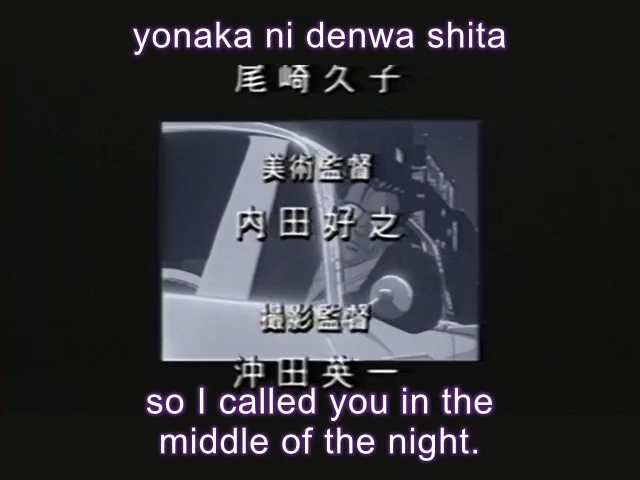 yonaka ni denwa shita
尾崎久子
美術監督
内田好之
撮影監督
沖田英一
so I called you in the
middle of the night.